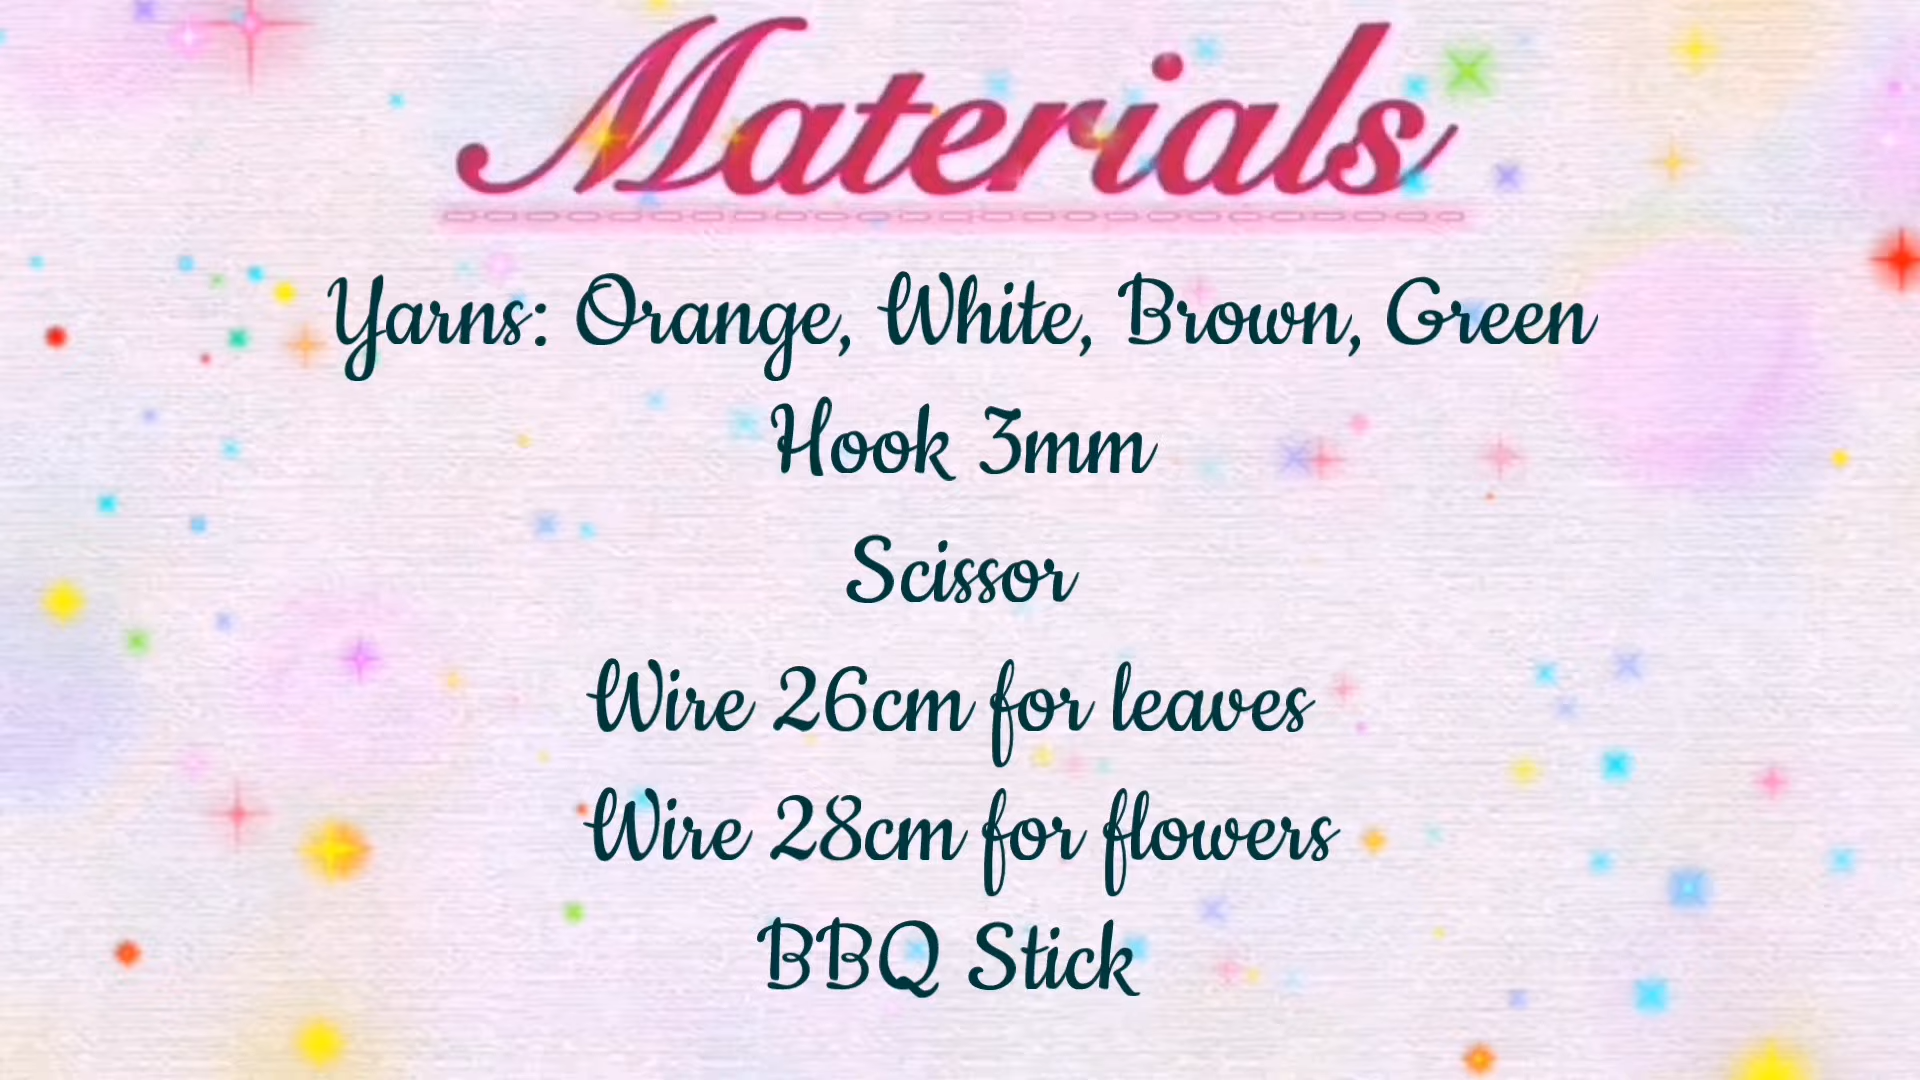 Materials
Yarns: Orange, White, Brown, Green
Hook 3mm
Scissor
Wire 26cm for leaves
Wire 28cm for flowers
BBQ Stick